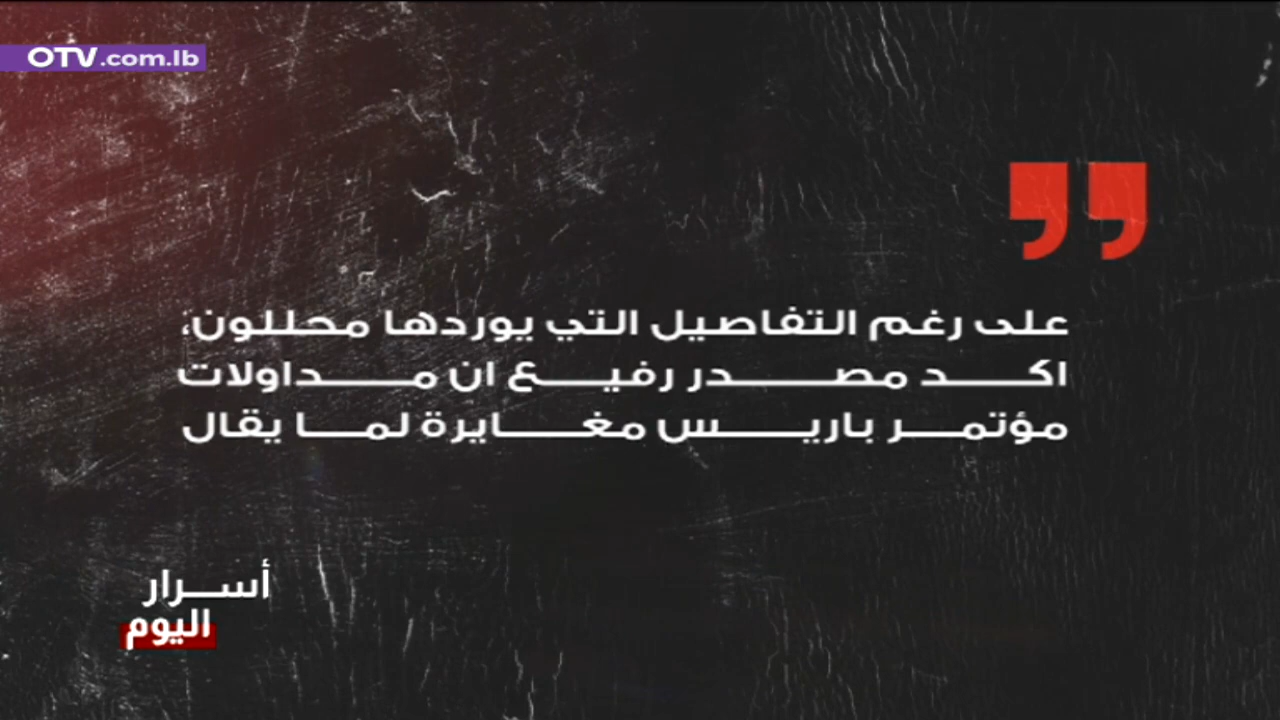 OTV.com.lb
على رغم التفاصيل التي يوردها محللون،
اكد مصدر رفيع ان مداولات
مؤتمر باريس مغايرة لما يقال
أسرار
اليوم